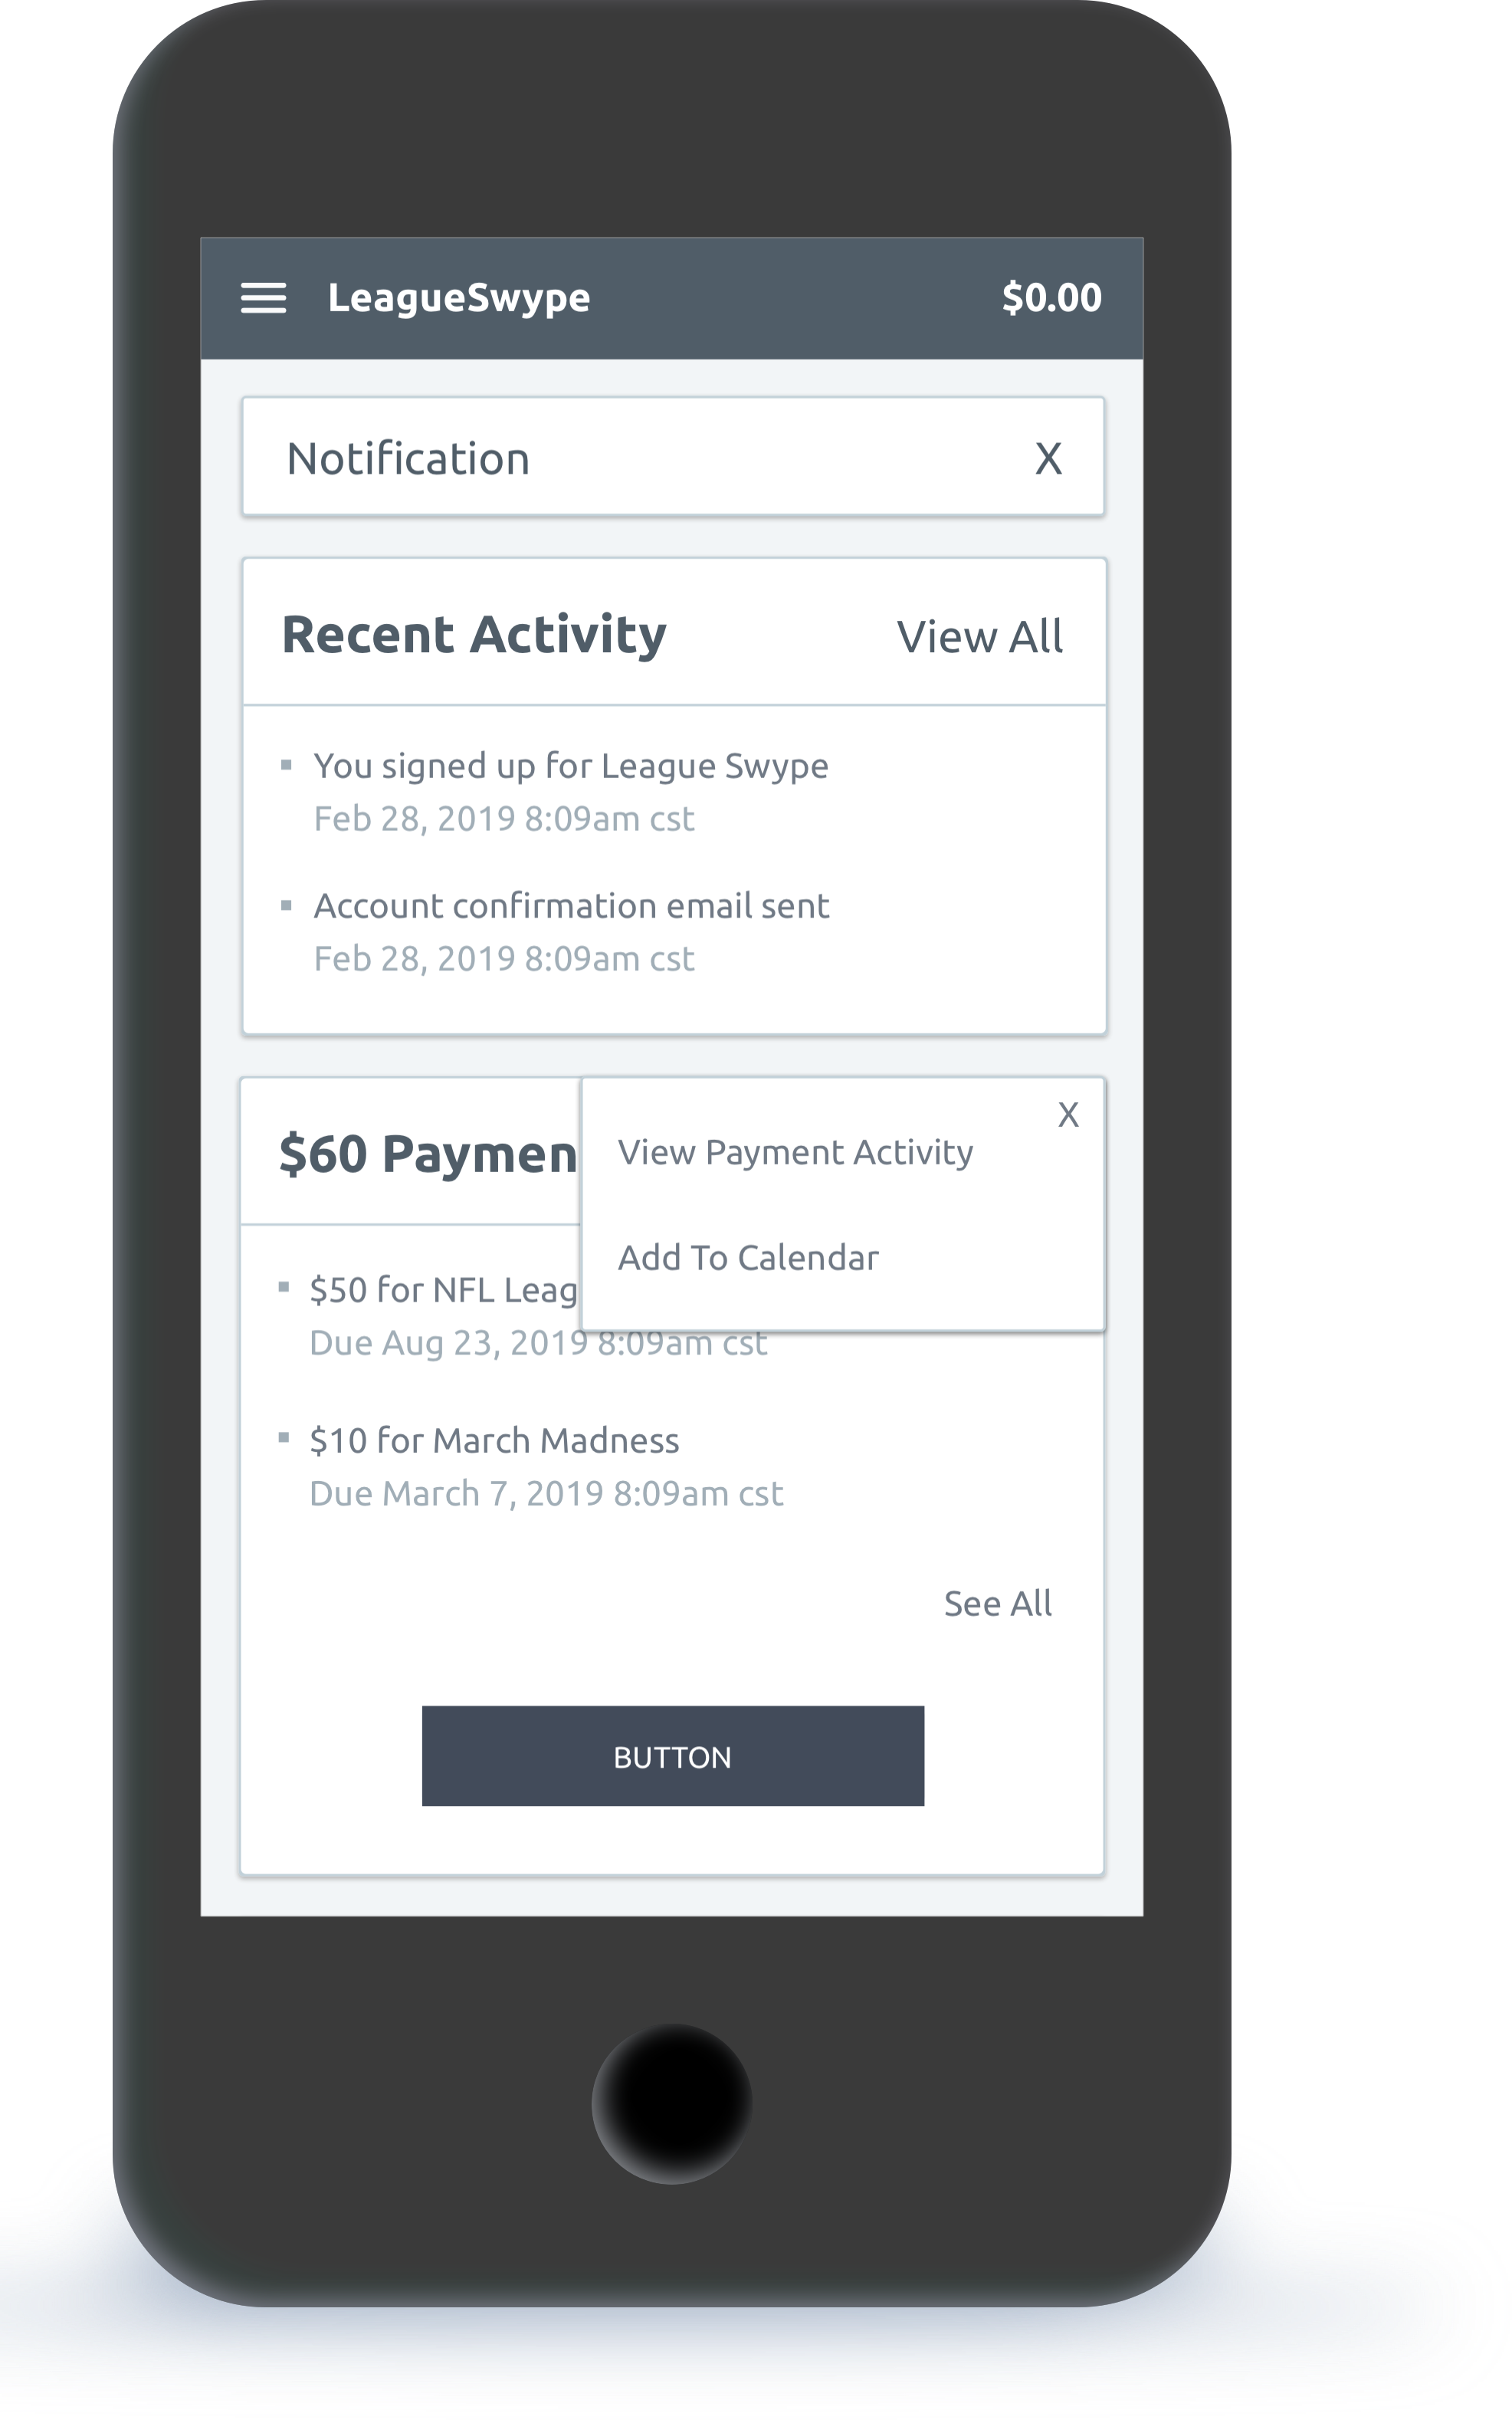 LeagueSwype $0.00
Notification X
Recent Activity View All
You signed up for League Swype
Feb 28, 2019 8:09am cst
Account confirmation email sent
Feb 28, 2019 8:09am cst
$60 Paymen
X
View Payment Activity
Add To Calendar
$50 for NFL Leag
Due Aug 23, 2019 8:09am cst
$10 for March Madness
Due March 7, 2019 8:09am cst
See All
BUTTON